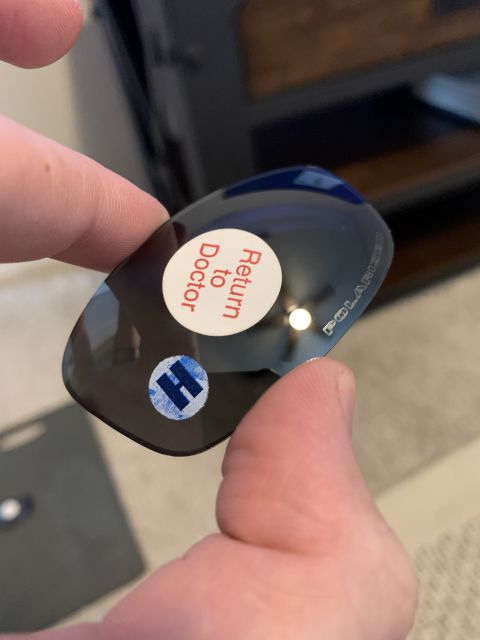 Return
to
Doctor
H
POLARIZED